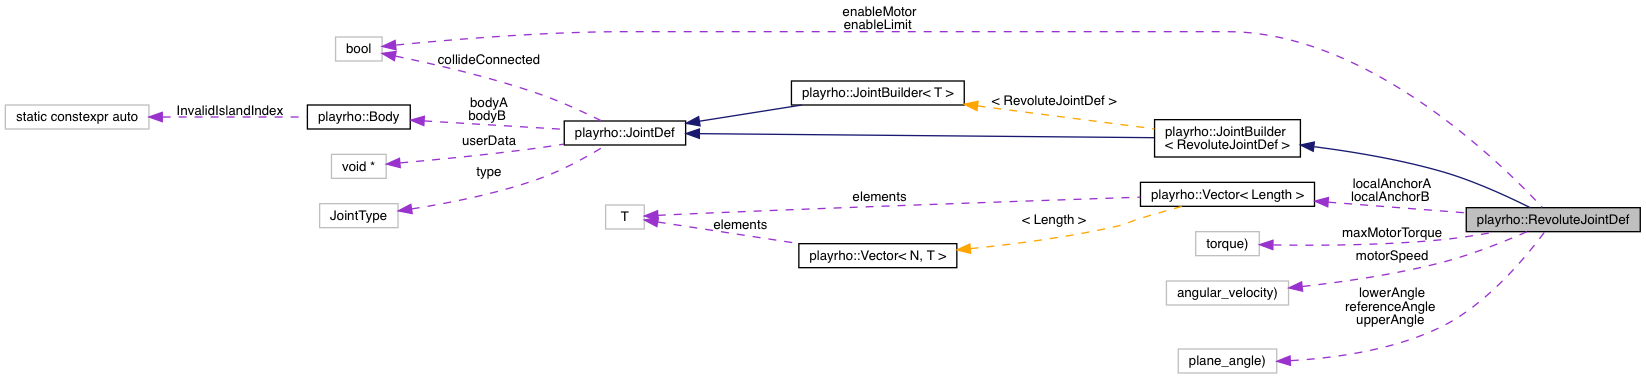 enableMotor
enableLimit
bool
collideConnected
playrho::JointBuilder< T >
< RevoluteJointDef >
static constexpr auto
InvalidIslandIndex
playrho::Body
bodyA
bodyB
playrho::JointDef
playrho::JointBuilder
< RevoluteJointDef >
userData
void *
type
JointType
elements
playrho::Vector< Length >
localAnchorA
localAnchorB
T
elements
< Length >
playrho::RevoluteJointDef
maxMotorTorque
torque)
playrho::Vector< N, T >
motorSpeed
angular_velocity)
lowerAngle
referenceAngle
upperAngle
plane_angle)